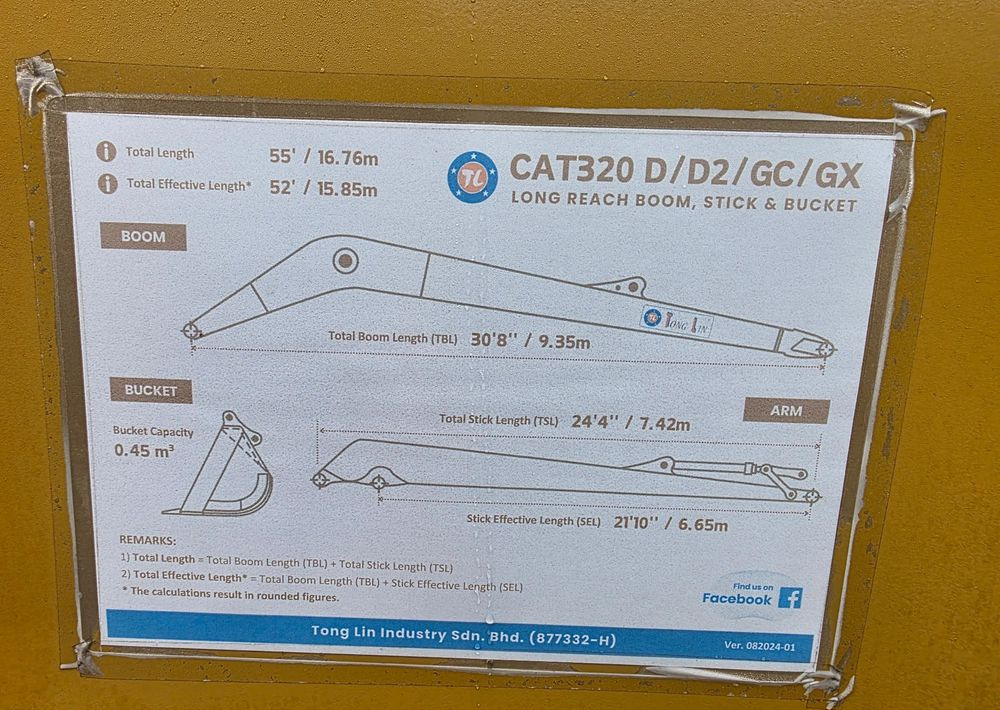 Total Length 55' / 16.76m
Total Effective Length* 52' / 15.85m
TL
CAT320 D/D2/GC/GX
LONG REACH BOOM, STICK & BUCKET
BOOM
TL TONG LIN
Total Boom Length (TBL) 30'8'' / 9.35m
BUCKET
Bucket Capacity
0.45 m³
ARM
Total Stick Length (TSL) 24'4'' / 7.42m
Stick Effective Length (SEL) 21'10'' / 6.65m
REMARKS:
1) Total Length = Total Boom Length (TBL) + Total Stick Length (TSL)
2) Total Effective Length* = Total Boom Length (TBL) + Stick Effective Length (SEL)
* The calculations result in rounded figures.
Find us on
Facebook
Tong Lin Industry Sdn. Bhd. (877332-H)
Ver. 082024-01